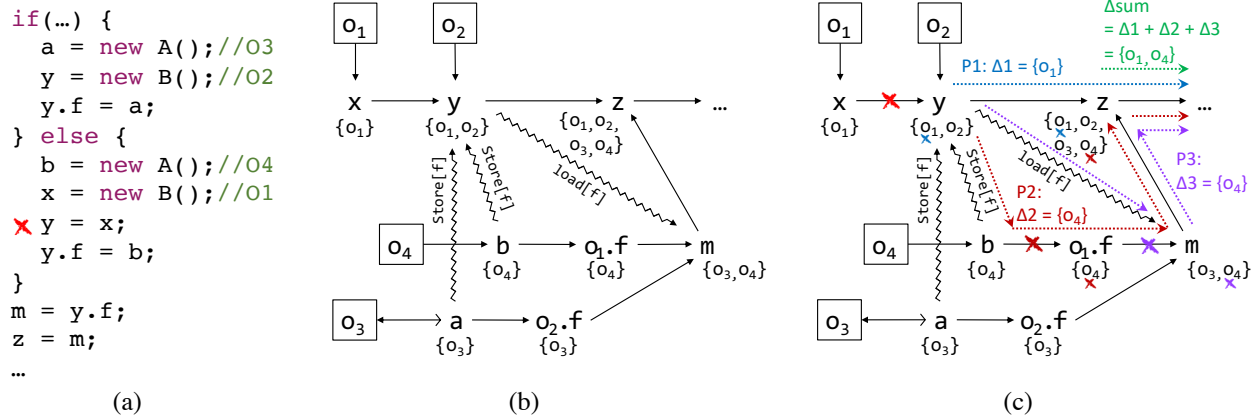 if(…) {
a = new A();//O3
y = new B();//O2
y.f = a;
} else {
b = new A();//O4
x = new B();//O1
y = x;
y.f = b;
}
m = y.f;
z = m;
…
(a)
o₁
o₂
x
y
z
…
{o₁}
{o₁,o₂}
{o₁,o₂,
o₃,o₄}
Store[f]
Store[f]
load[f]
o₄
b
o₁.f
m
{o₄}
{o₄}
{o₃,o₄}
o₃
a
o₂.f
{o₃}
{o₃}
(b)
o₁
o₂
Δsum
= Δ1 + Δ2 + Δ3
= {o₁,o₄}
P1: Δ1 = {o₁}
x
y
z
…
{o₁}
{o₁,o₂}
{o₁,o₂,
o₃,o₄}
Store[f]
Store[f]
load[f]
P2:
Δ2 = {o₄}
P3:
Δ3 = {o₄}
o₄
b
o₁.f
m
{o₄}
{o₄}
{o₃,o₄}
o₃
a
o₂.f
{o₃}
{o₃}
(c)